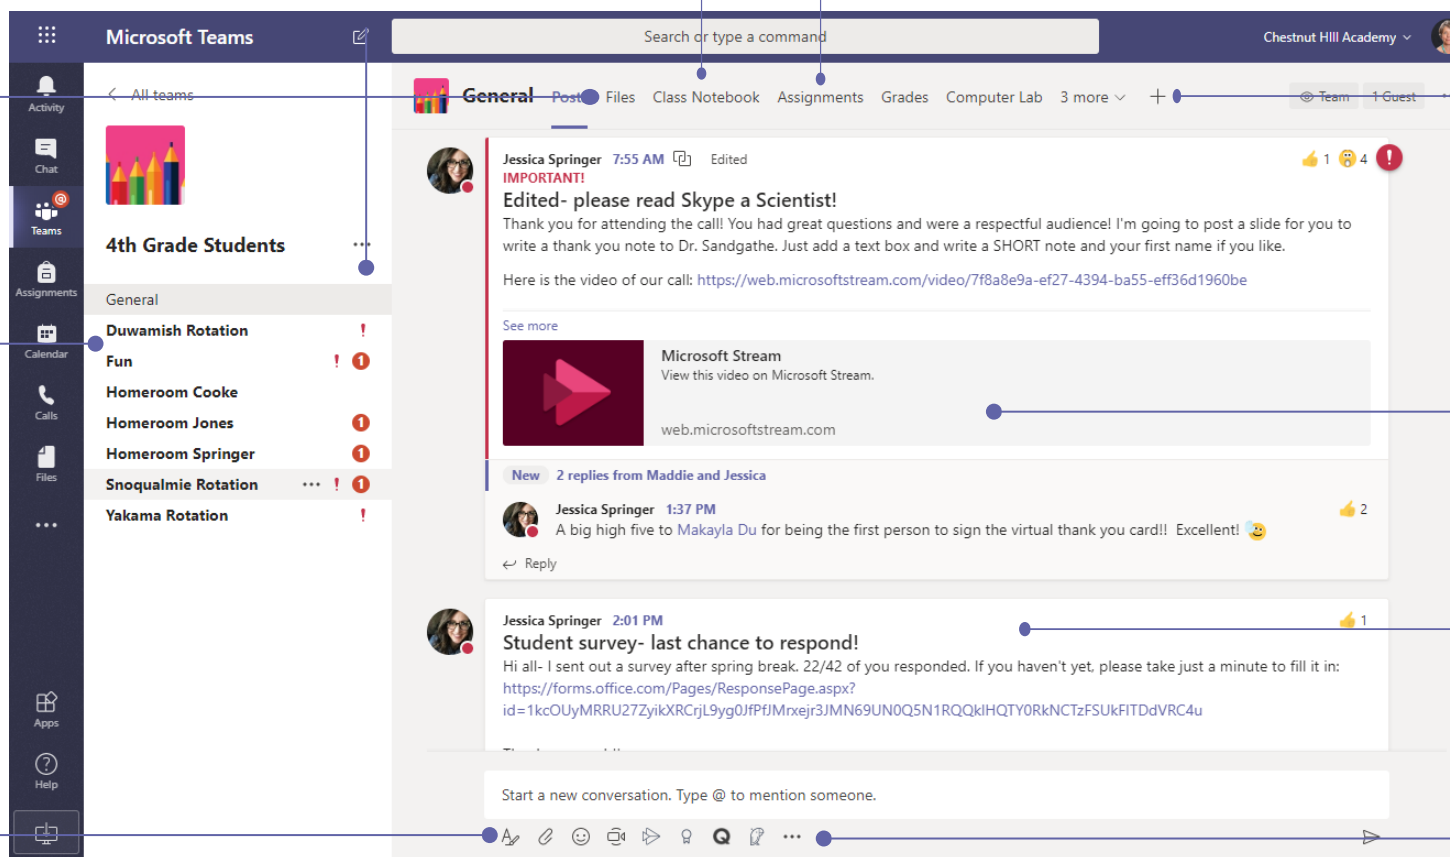 Microsoft Teams
Search or type a command
Chestnut HIll Academy
Activity
Chat
Teams
Assignments
Calendar
Calls
Files
Apps
Help
All teams
4th Grade Students
General
Duwamish Rotation
Fun
1
Homeroom Cooke
Homeroom Jones
1
Homeroom Springer
1
Snoqualmie Rotation
1
Yakama Rotation
General Posts Files Class Notebook Assignments Grades Computer Lab 3 more
Team
1 Guest
Jessica Springer 7:55 AM Edited
1 4
IMPORTANT!
Edited- please read Skype a Scientist!
Thank you for attending the call! You had great questions and were a respectful audience! I'm going to post a slide for you to
write a thank you note to Dr. Sandgathe. Just add a text box and write a SHORT note and your first name if you like.
Here is the video of our call: https://web.microsoftstream.com/video/7f8a8e9a-ef27-4394-ba55-eff36d1960be
See more
Microsoft Stream
View this video on Microsoft Stream.
web.microsoftstream.com
New 2 replies from Maddie and Jessica
Jessica Springer 1:37 PM
2
A big high five to Makayla Du for being the first person to sign the virtual thank you card!! Excellent!
Reply
Jessica Springer 2:01 PM
1
Student survey- last chance to respond!
Hi all- I sent out a survey after spring break. 22/42 of you responded. If you haven't yet, please take just a minute to fill it in:
https://forms.office.com/Pages/ResponsePage.aspx?
id=1kcOUyMRRU27ZyikXRCrjL9yg0JfPfJMrxejr3JMN69UN0Q5N1RQQklHQTY0RkNCTzFSUkFITDdVRC4u
Start a new conversation. Type @ to mention someone.